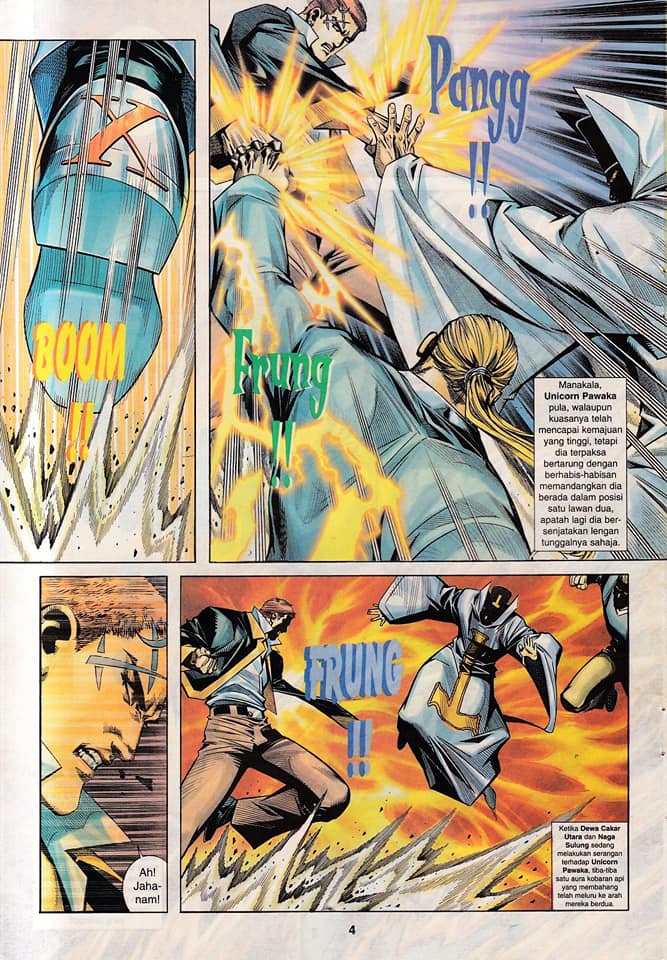 X
BOOM
!!
Pangg
!!
Frung
!!
Manakala,
Unicorn Pawaka
pula, walaupun
kuasanya telah
mencapai kemajuan
yang tinggi, tetapi
dia terpaksa
bertarung dengan
berhabis-habisan
memandangkan dia
berada dalam posisi
satu lawan dua,
apatah lagi dia ber-
senjatakan lengan
tunggalnya sahaja.
Ah!
Jaha-
nam!
FRUNG
!!
1
1
Ketika Dewa Cakar
Utara dan Naga
Sulung sedang
melakukan serangan
terhadap Unicorn
Pawaka, tiba-tiba
satu aura kobaran api
yang membahang
telah meluru ke arah
mereka berdua.
4